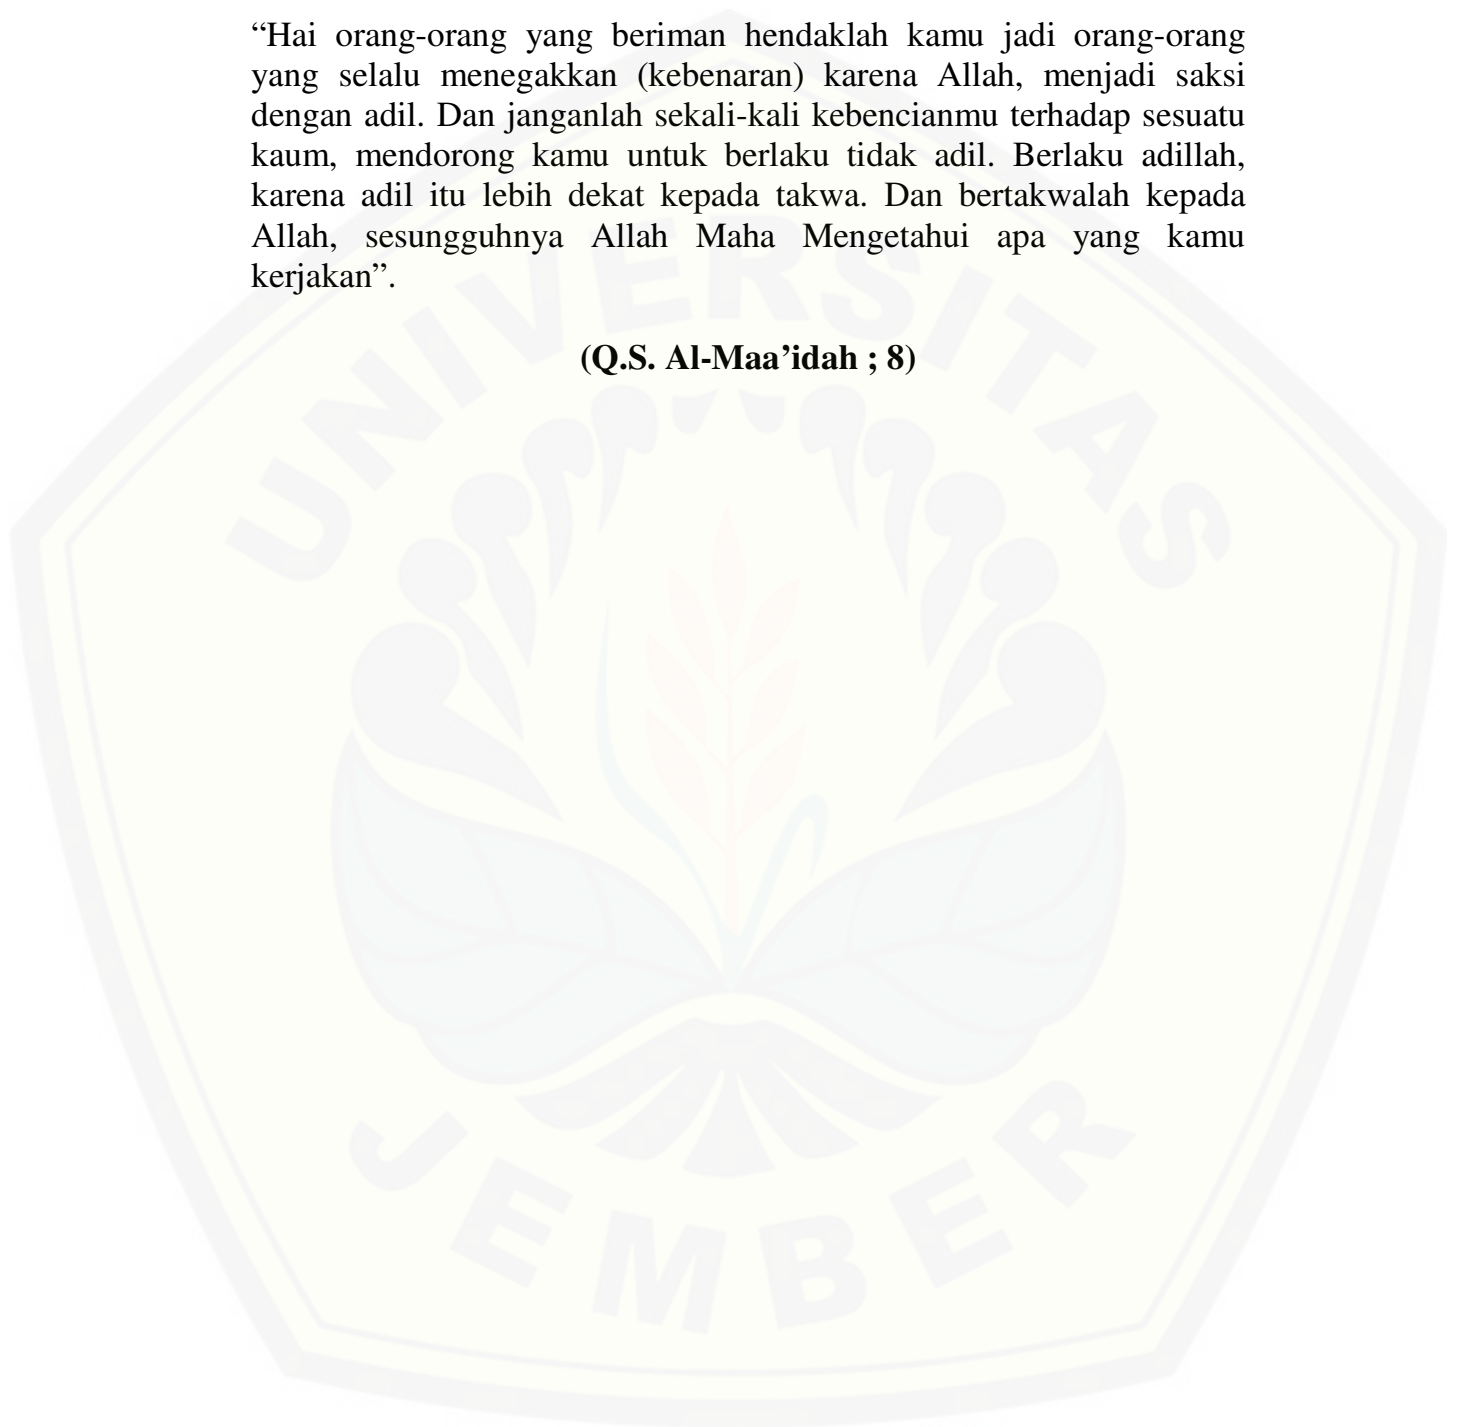 “Hai orang-orang yang beriman hendaklah kamu jadi orang-orang
yang selalu menegakkan (kebenaran) karena Allah, menjadi saksi
dengan adil. Dan janganlah sekali-kali kebencianmu terhadap sesuatu
kaum, mendorong kamu untuk berlaku tidak adil. Berlaku adillah,
karena adil itu lebih dekat kepada takwa. Dan bertakwalah kepada
Allah, sesungguhnya Allah Maha Mengetahui apa yang kamu
kerjakan”.
(Q.S. Al-Maa’idah ; 8)
UNIVERSITAS
JEMBER